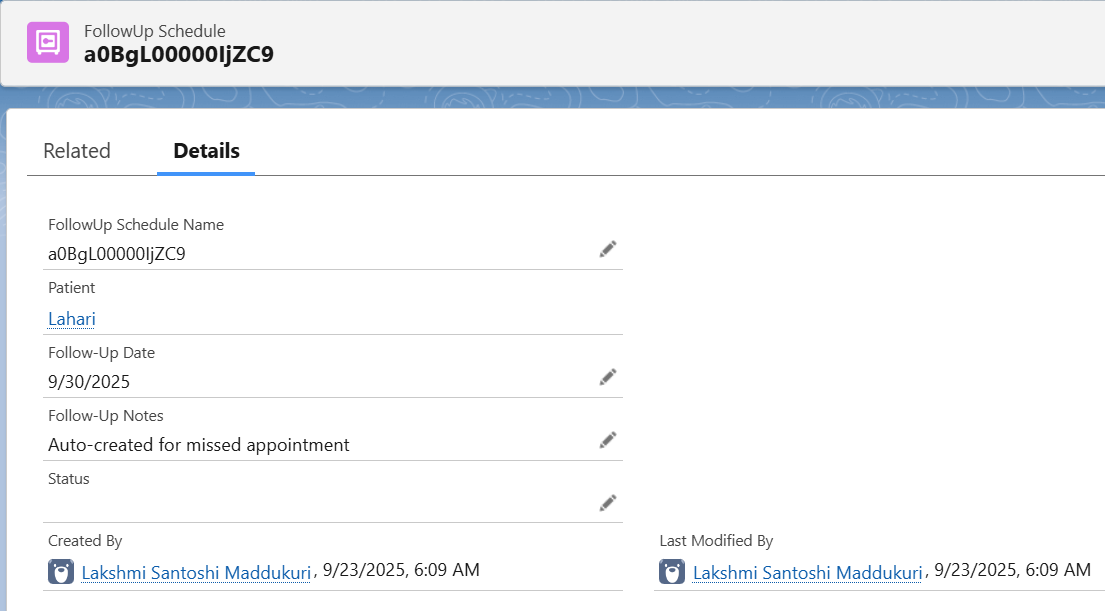 FollowUp Schedule
a0BgL00000IjZC9
Related
Details
FollowUp Schedule Name
a0BgL00000IjZC9
Patient
Lahari
Follow-Up Date
9/30/2025
Follow-Up Notes
Auto-created for missed appointment
Status
Created By
Lakshmi Santoshi Maddukuri, 9/23/2025, 6:09 AM
Last Modified By
Lakshmi Santoshi Maddukuri, 9/23/2025, 6:09 AM